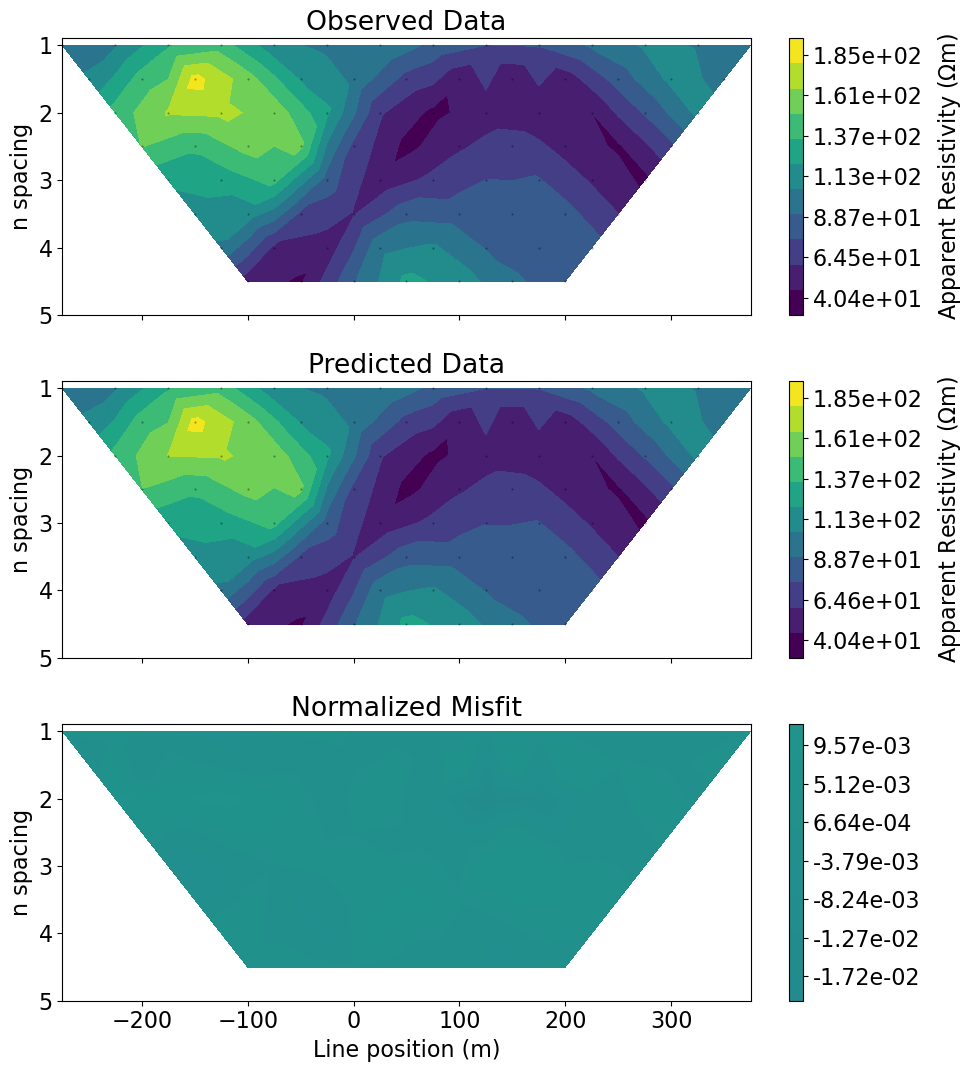 Observed Data
1
2
3
4
5
n spacing
1.85e+02
1.61e+02
1.37e+02
1.13e+02
8.87e+01
6.45e+01
4.04e+01
Apparent Resistivity (Ωm)
Predicted Data
1
2
3
4
5
n spacing
1.85e+02
1.61e+02
1.37e+02
1.13e+02
8.87e+01
6.46e+01
4.04e+01
Apparent Resistivity (Ωm)
Normalized Misfit
1
2
3
4
5
n spacing
−200 −100 0 100 200 300
Line position (m)
9.57e-03
5.12e-03
6.64e-04
-3.79e-03
-8.24e-03
-1.27e-02
-1.72e-02